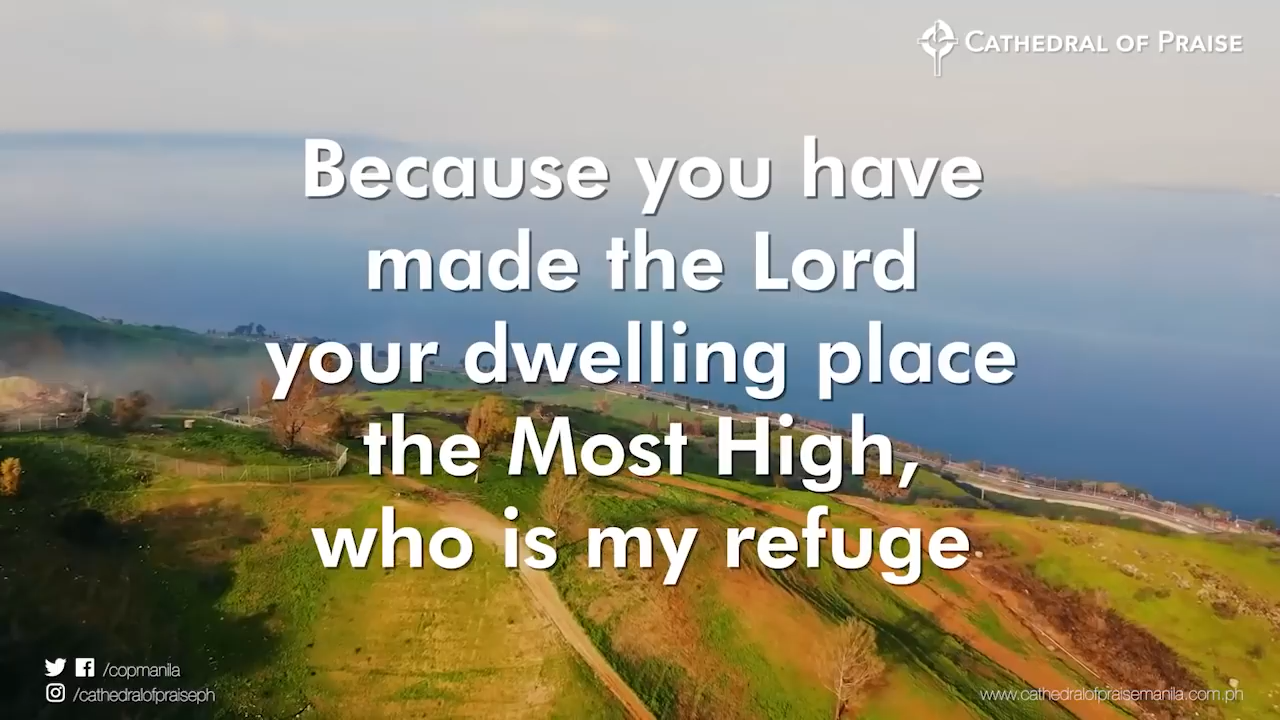 CATHEDRAL OF PRAISE
Because you have
made the Lord
your dwelling place
the Most High,
who is my refuge
/copmanila
/cathedralofpraiseph
www.cathedralofpraisemanila.com.ph